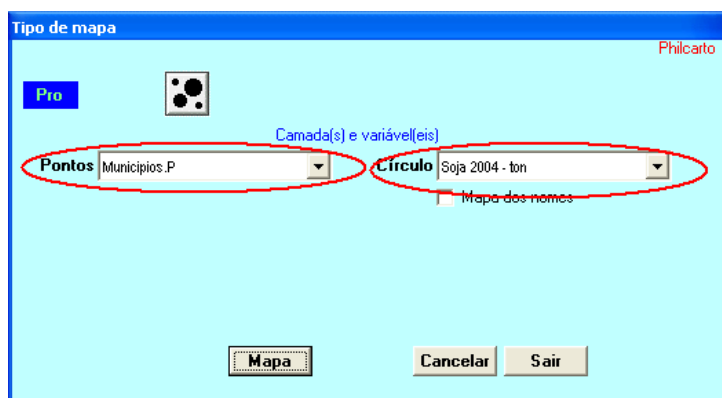 Tipo de mapa
Philcarto
Pro
Camada(s) e variável(eis)
Pontos Municipios.P Círculo Soja 2004 - ton
Mapa dos nomes
Mapa Cancelar Sair